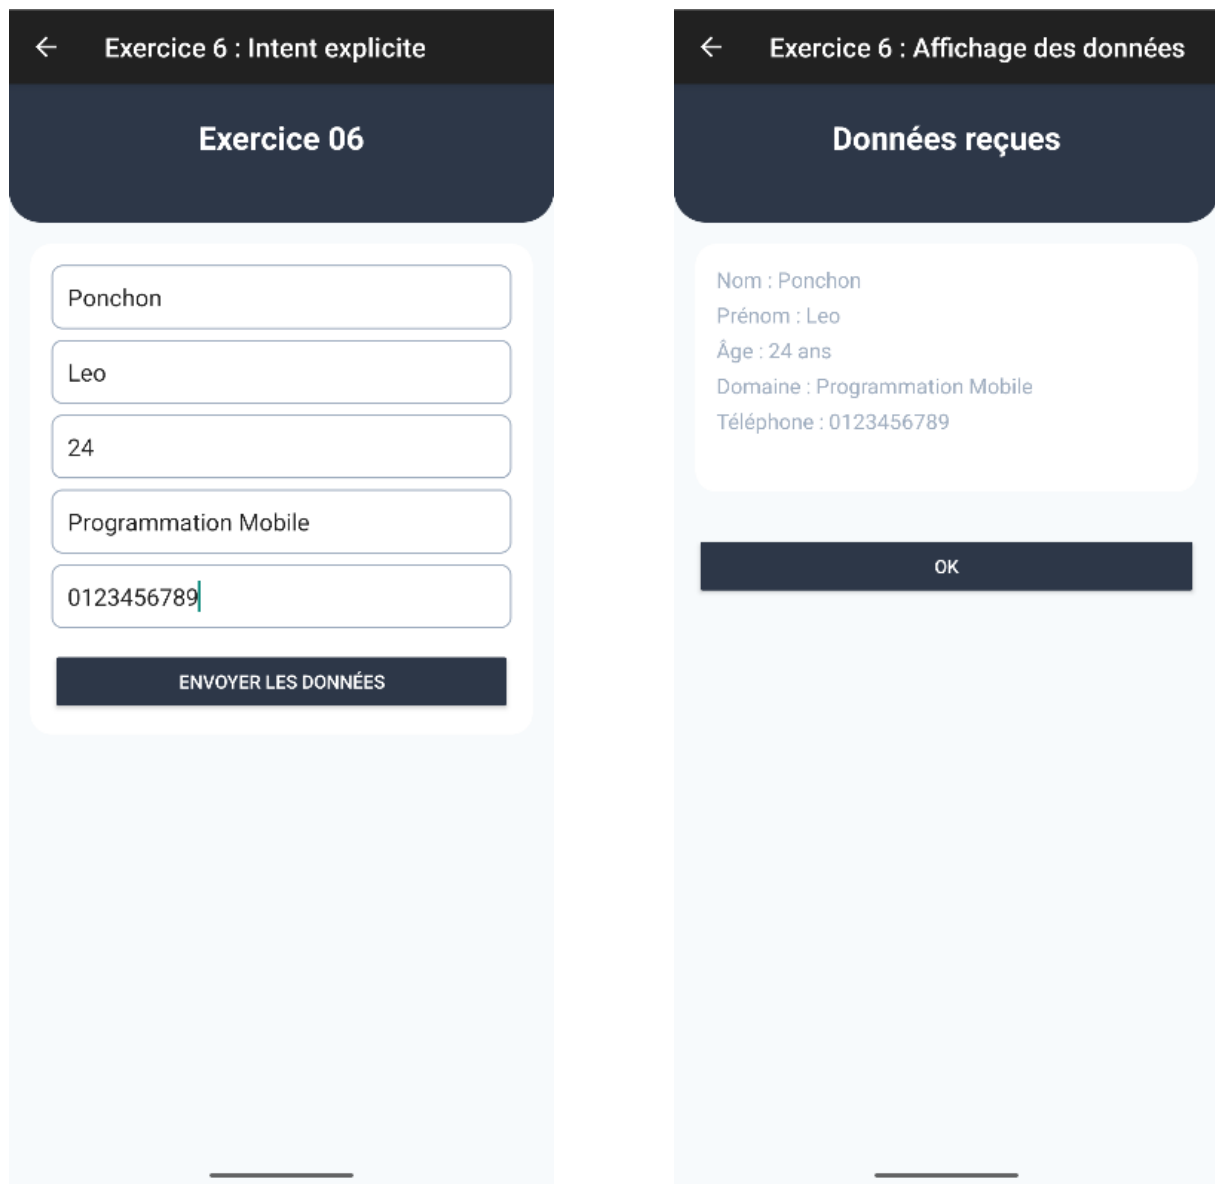 Exercice 6 : Intent explicite
Exercice 06
Ponchon
Leo
24
Programmation Mobile
0123456789
ENVOYER LES DONNÉES
Exercice 6 : Affichage des données
Données reçues
Nom : Ponchon
Prénom : Leo
Âge : 24 ans
Domaine : Programmation Mobile
Téléphone : 0123456789
OK